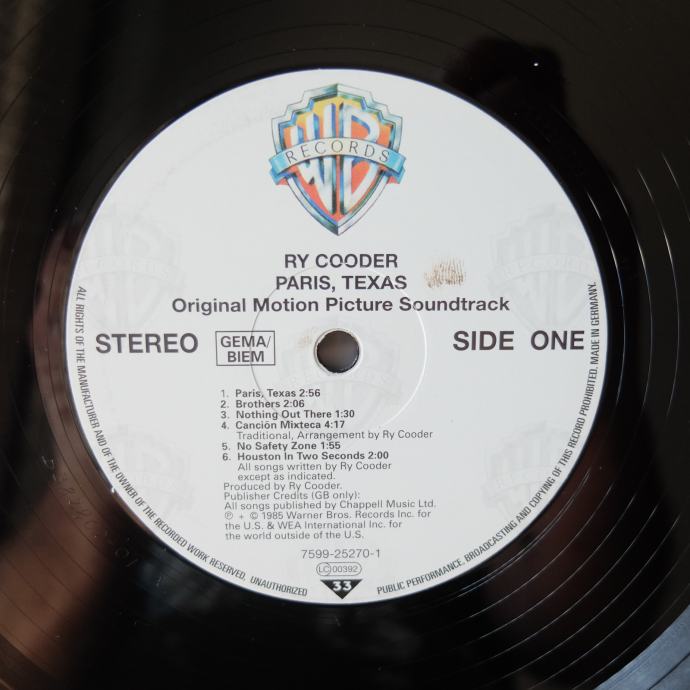 WB
RECORDS
RY COODER
PARIS, TEXAS
Original Motion Picture Soundtrack
STEREO
GEMA/
BIEM
SIDE ONE
1. Paris, Texas 2:56
2. Brothers 2:06
3. Nothing Out There 1:30
4. Canción Mixteca 4:17
Traditional, Arrangement by Ry Cooder
5. No Safety Zone 1:55
6. Houston In Two Seconds 2:00
All songs written by Ry Cooder
except as indicated.
Produced by Ry Cooder.
Publisher Credits (GB only):
All songs published by Chappell Music Ltd.
℗ + © 1985 Warner Bros. Records Inc. for
the U.S. & WEA International Inc. for
the world outside of the U.S.
7599-25270-1
LC 00392
33
ALL RIGHTS OF THE MANUFACTURER AND OF THE OWNER OF THE RECORDED WORK RESERVED. UNAUTHORIZED PUBLIC PERFORMANCE, BROADCASTING AND COPYING OF THIS RECORD PROHIBITED. MADE IN GERMANY.